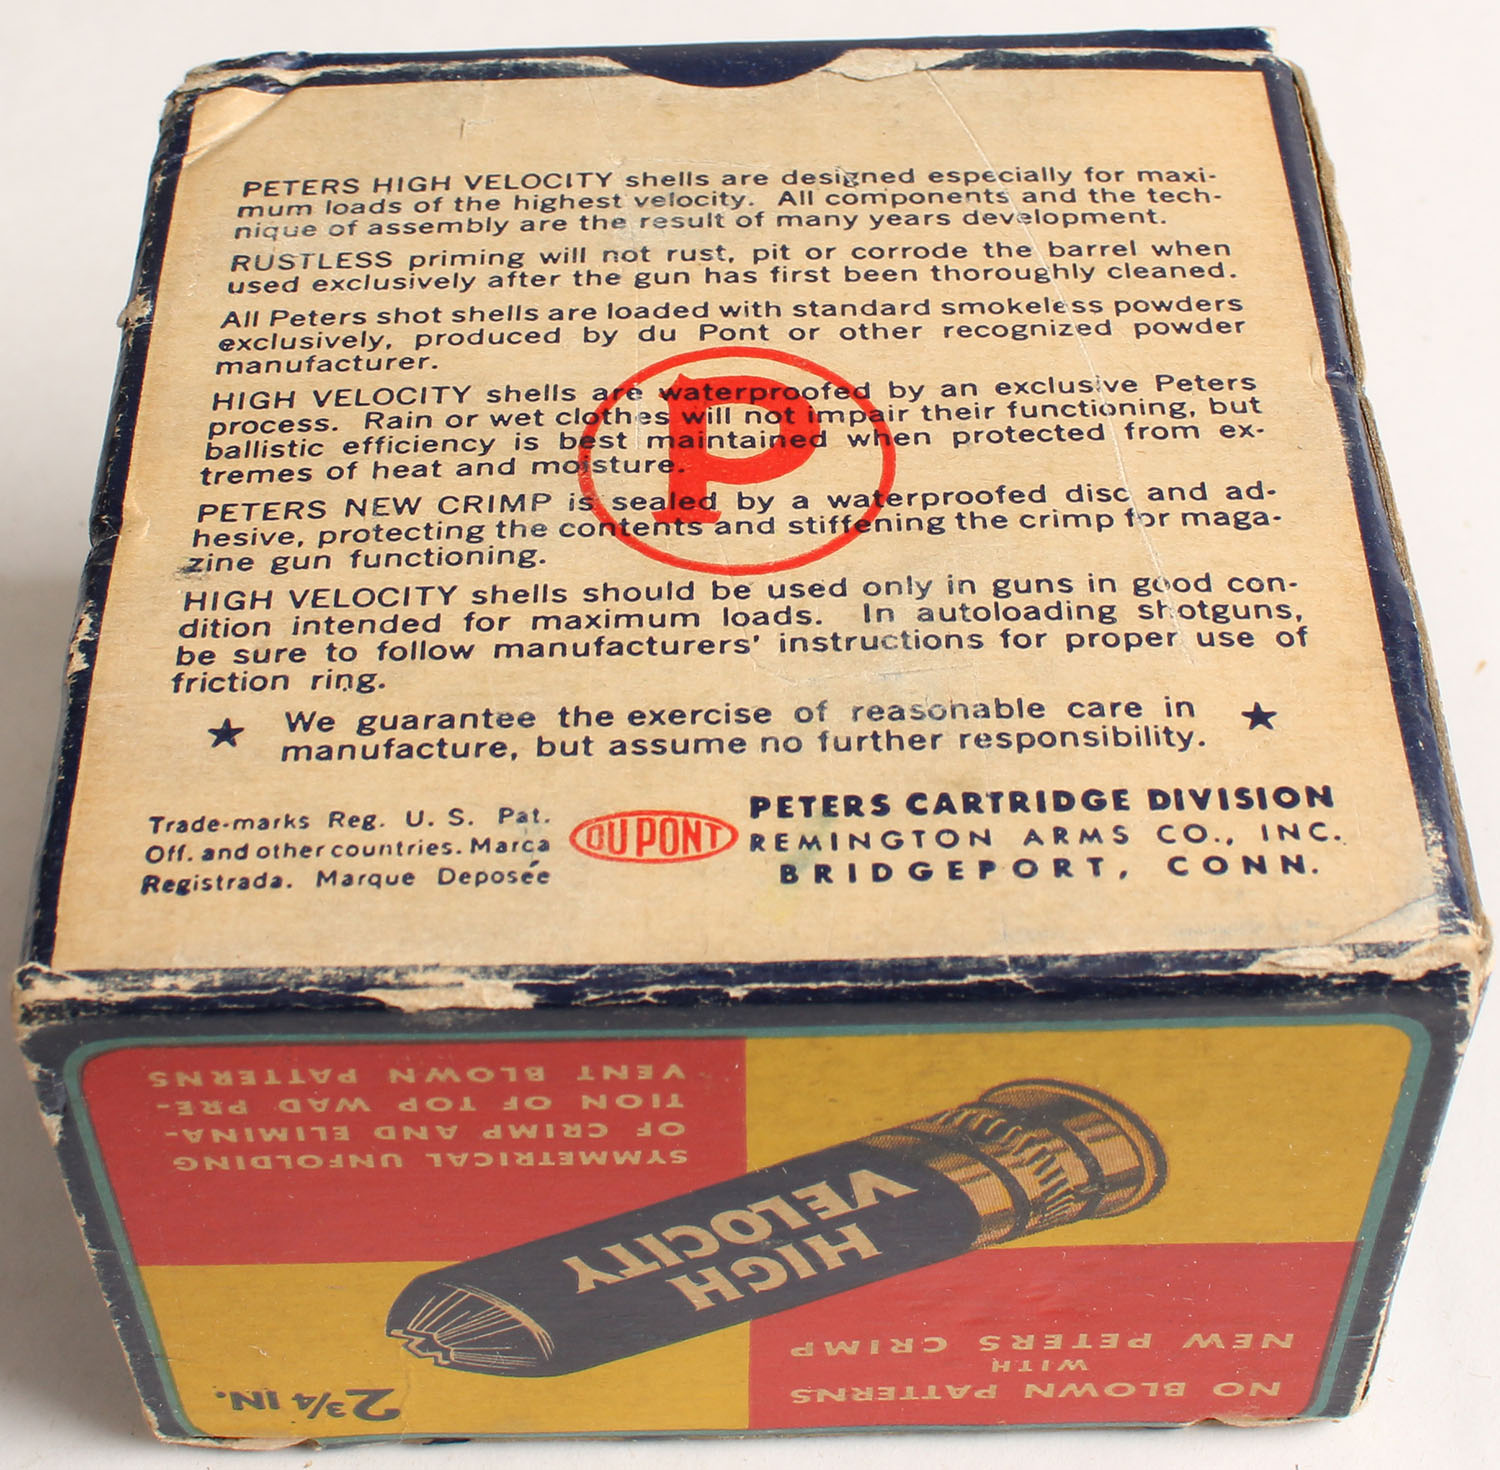 PETERS HIGH VELOCITY shells are designed especially for maxi-
mum loads of the highest velocity. All components and the tech-
nique of assembly are the result of many years development.
RUSTLESS priming will not rust, pit or corrode the barrel when
used exclusively after the gun has first been thoroughly cleaned.
All Peters shot shells are loaded with standard smokeless powders
exclusively, produced by du Pont or other recognized powder
manufacturer.
HIGH VELOCITY shells are waterproofed by an exclusive Peters
process. Rain or wet clothes will not impair their functioning, but
ballistic efficiency is best maintained when protected from ex-
tremes of heat and moisture.
P
PETERS NEW CRIMP is sealed by a waterproofed disc and ad-
hesive, protecting the contents and stiffening the crimp for maga-
zine gun functioning.
HIGH VELOCITY shells should be used only in guns in good con-
dition intended for maximum loads. In autoloading shotguns,
be sure to follow manufacturers' instructions for proper use of
friction ring.
★ We guarantee the exercise of reasonable care in ★
manufacture, but assume no further responsibility.
Trade-marks Reg. U. S. Pat.
Off. and other countries. Marca
Registrada. Marque Deposée
DU PONT
PETERS CARTRIDGE DIVISION
REMINGTON ARMS CO., INC.
BRIDGEPORT, CONN.
NO BLOWN PATTERNS
WITH
NEW PETERS CRIMP
2¾ IN.
HIGH
VELOCITY
SYMMETRICAL UNFOLDING
OF CRIMP AND ELIMINA-
TION OF TOP WAD PRE-
VENT BLOWN PATTERNS